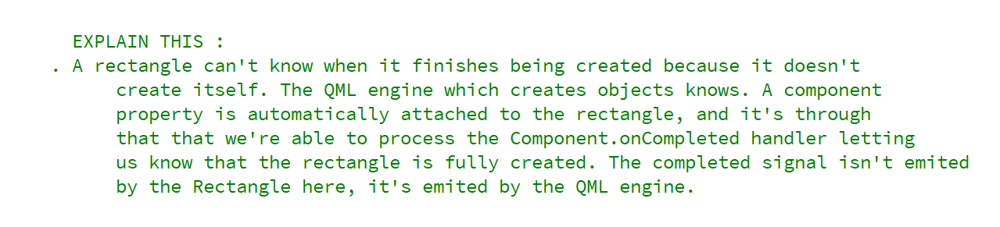 EXPLAIN THIS :
. A rectangle can't know when it finishes being created because it doesn't
create itself. The QML engine which creates objects knows. A component
property is automatically attached to the rectangle, and it's through
that that we're able to process the Component.onCompleted handler letting
us know that the rectangle is fully created. The completed signal isn't emited
by the Rectangle here, it's emited by the QML engine.